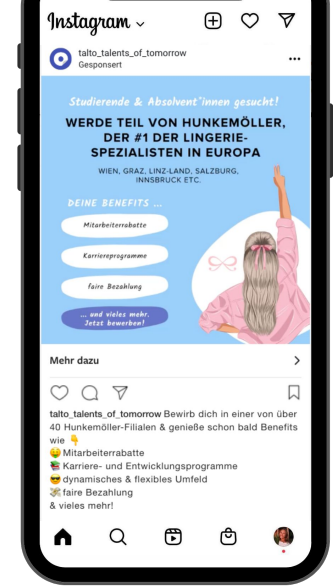 Instagram
talto_talents_of_tomorrow
Gesponsert
Studierende & Absolvent*innen gesucht!
WERDE TEIL VON HUNKEMÖLLER,
DER #1 DER LINGERIE-
SPEZIALISTEN IN EUROPA
WIEN, GRAZ, LINZ-LAND, SALZBURG,
INNSBRUCK ETC.
DEINE BENEFITS ...
Mitarbeiterrabatte
Karriereprogramme
faire Bezahlung
... und vieles mehr.
Jetzt bewerben!
Mehr dazu
talto_talents_of_tomorrow Bewirb dich in einer von über
40 Hunkemöller-Filialen & genieße schon bald Benefits
wie 👇
🤑Mitarbeiterrabatte
📚Karriere- und Entwicklungsprogramme
😎dynamisches & flexibles Umfeld
💸faire Bezahlung
& vieles mehr!